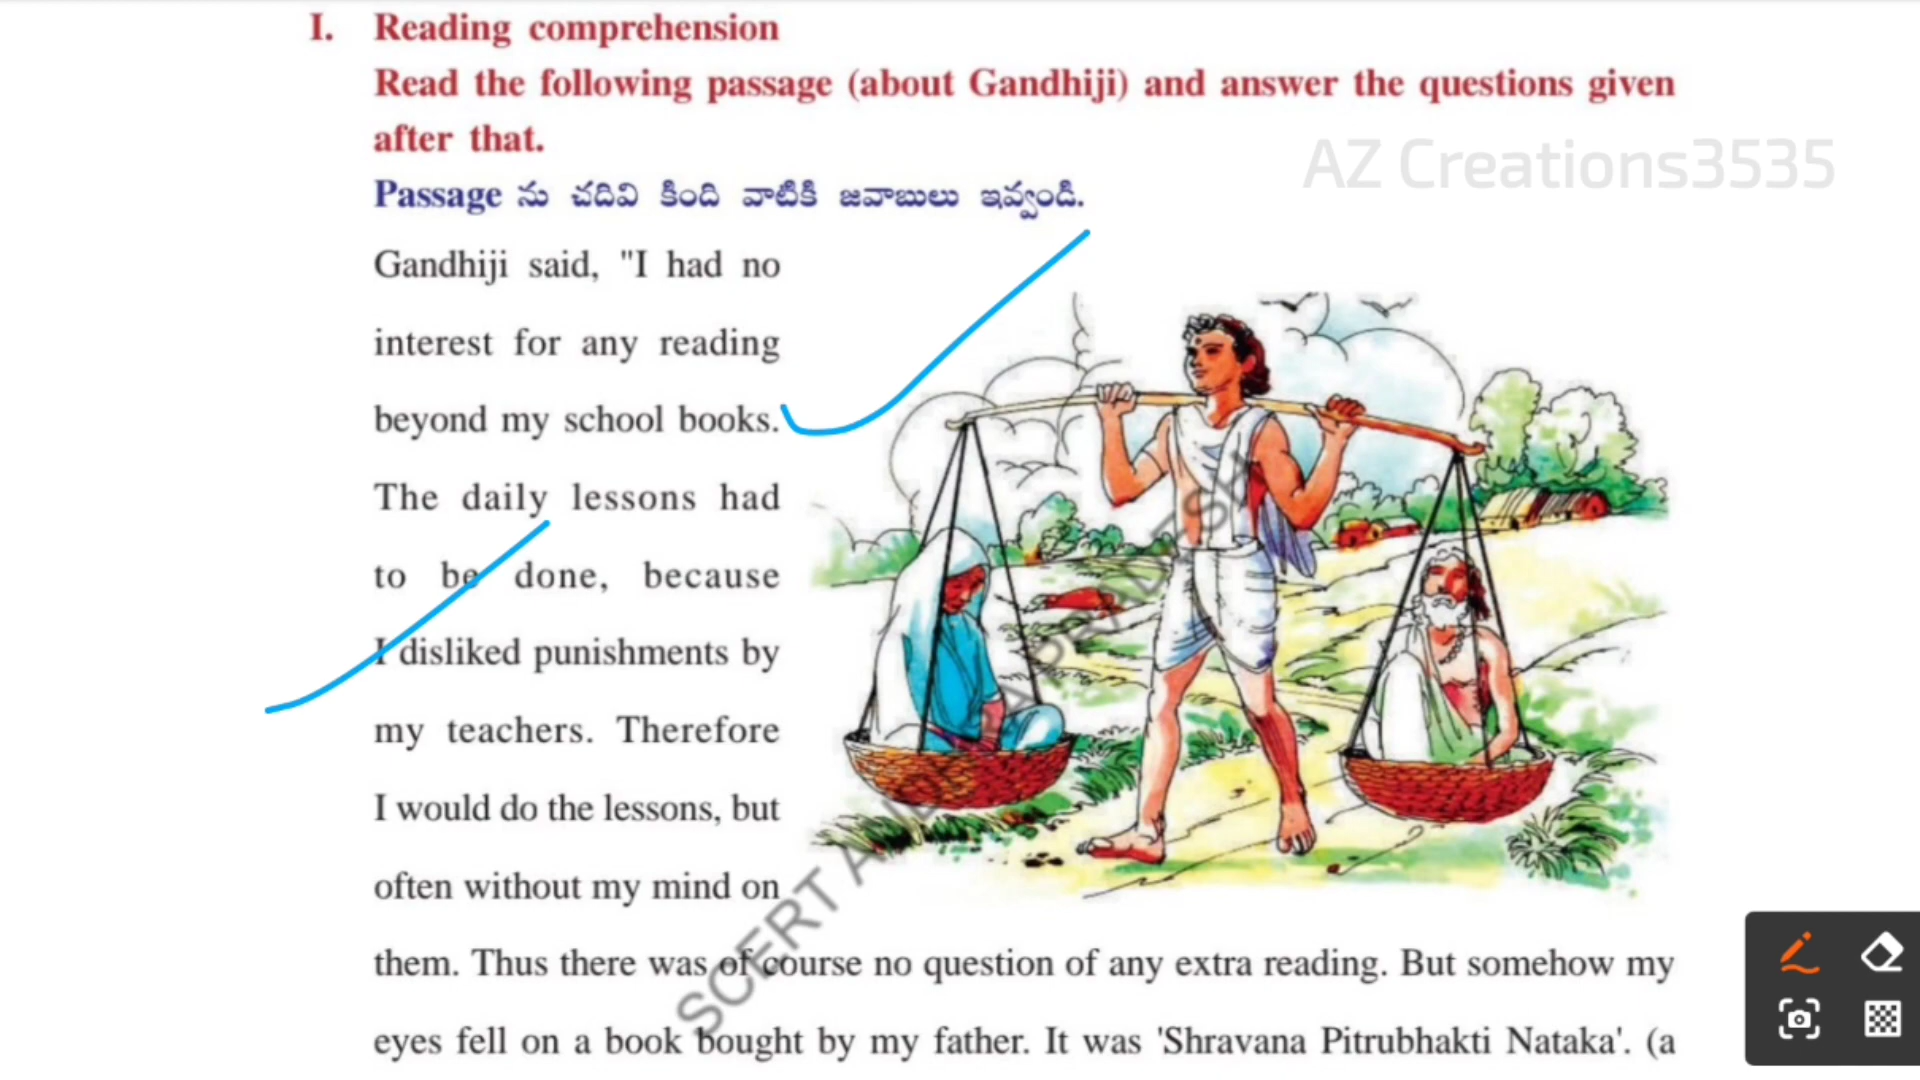 I. Reading comprehension
Read the following passage (about Gandhiji) and answer the questions given
after that.
AZ Creations3535
Passage ను చదివి కింది వాటికి జవాబులు ఇవ్వండి.
Gandhiji said, "I had no
interest for any reading
beyond my school books.
The daily lessons had
to be done, because
I disliked punishments by
my teachers. Therefore
I would do the lessons, but
often without my mind on
them. Thus there was of course no question of any extra reading. But somehow my
eyes fell on a book bought by my father. It was 'Shravana Pitrubhakti Nataka'. (a
SCERT